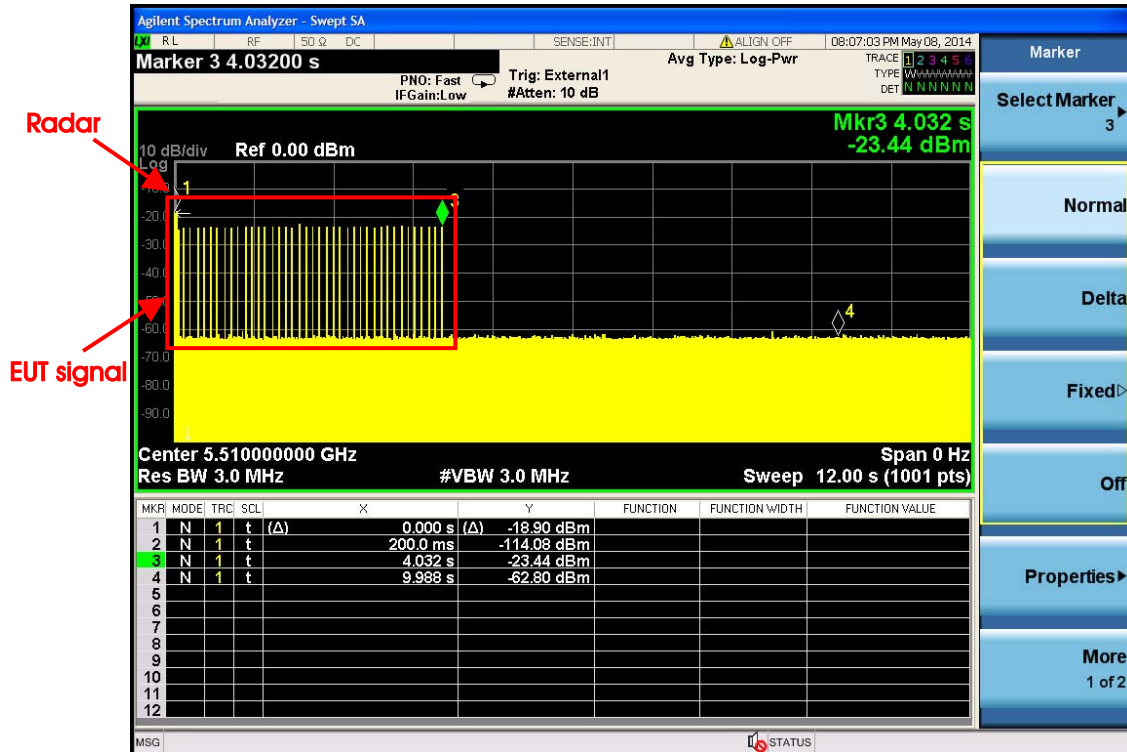 Agilent Spectrum Analyzer - Swept SA
LXI RL RF 50 Ω DC SENSE:INT ALIGN OFF 08:07:03 PM May 08, 2014
Marker 3 4.03200 s
PNO: Fast
IFGain:Low
Trig: External1
#Atten: 10 dB
Avg Type: Log-Pwr
TRACE 1 2 3 4 5 6
TYPE W
DET N N N N N N
Marker
Select Marker
3
Normal
Delta
Fixed
Off
Properties
More
1 of 2
Radar
EUT signal
Mkr3 4.032 s
-23.44 dBm
10 dB/div Ref 0.00 dBm
Log
1
3
4
-20.0
-30.0
-40.0
-60.0
-70.0
-80.0
-90.0
Center 5.510000000 GHz Span 0 Hz
Res BW 3.0 MHz #VBW 3.0 MHz Sweep 12.00 s (1001 pts)
MKR MODE TRC SCL X Y FUNCTION FUNCTION WIDTH FUNCTION VALUE
1 N 1 t (Δ) 0.000 s (Δ) -18.90 dBm
2 N 1 t 200.0 ms -114.08 dBm
3 N 1 t 4.032 s -23.44 dBm
4 N 1 t 9.988 s -62.80 dBm
5
6
7
8
9
10
11
12
MSG STATUS